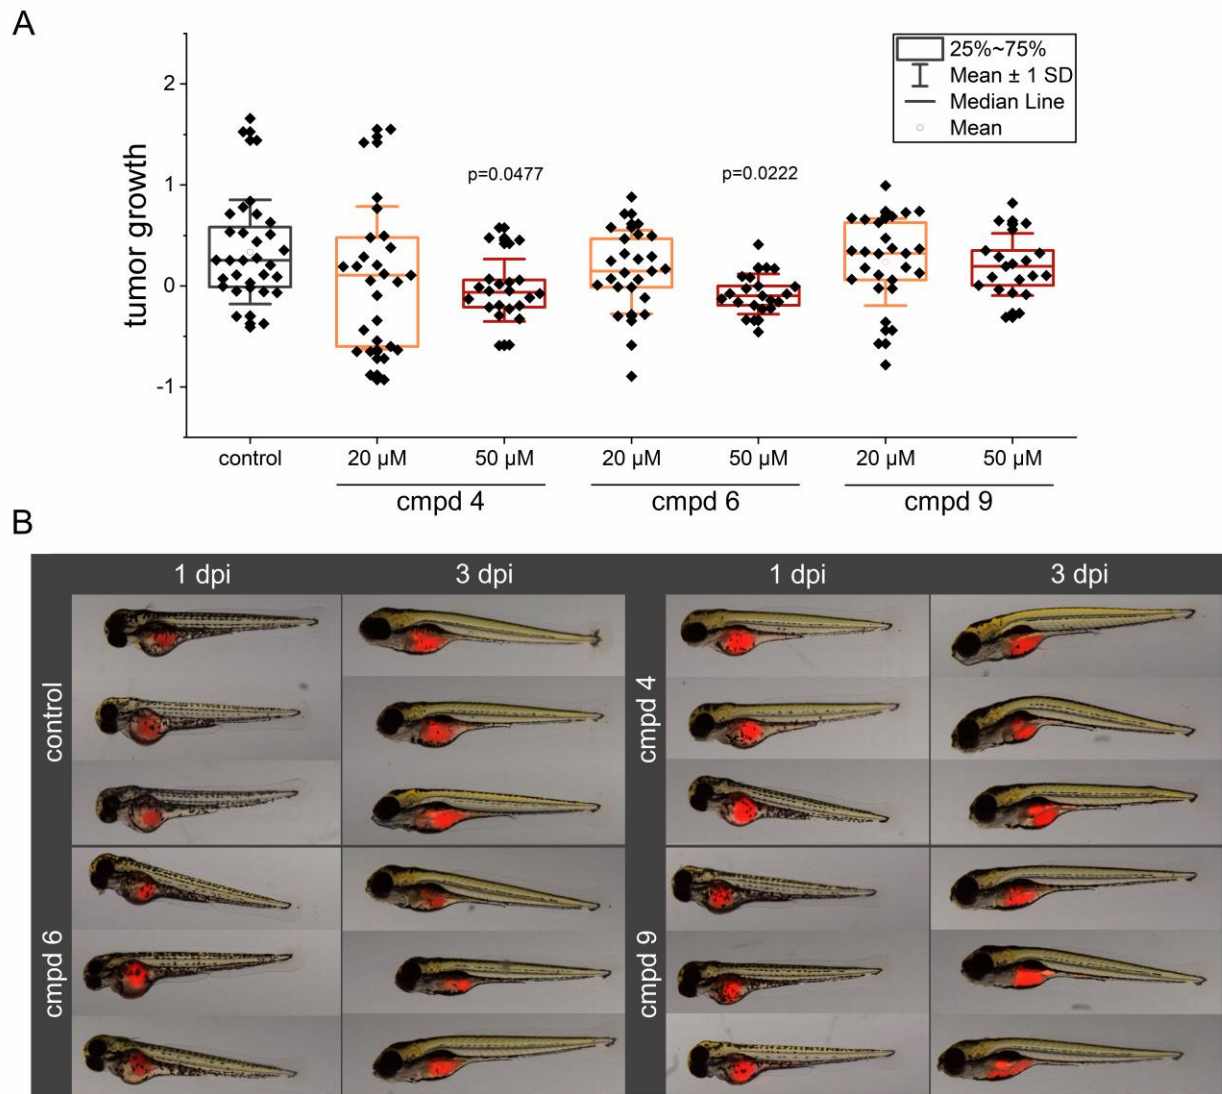 A
25%~75%
Mean ± 1 SD
Median Line
Mean
tumor growth
2
1
0
-1
p=0.0477
p=0.0222
control 20 µM 50 µM 20 µM 50 µM 20 µM 50 µM
cmpd 4 cmpd 6 cmpd 9
B
1 dpi 3 dpi 1 dpi 3 dpi
control
cmpd 4
cmpd 6
cmpd 9